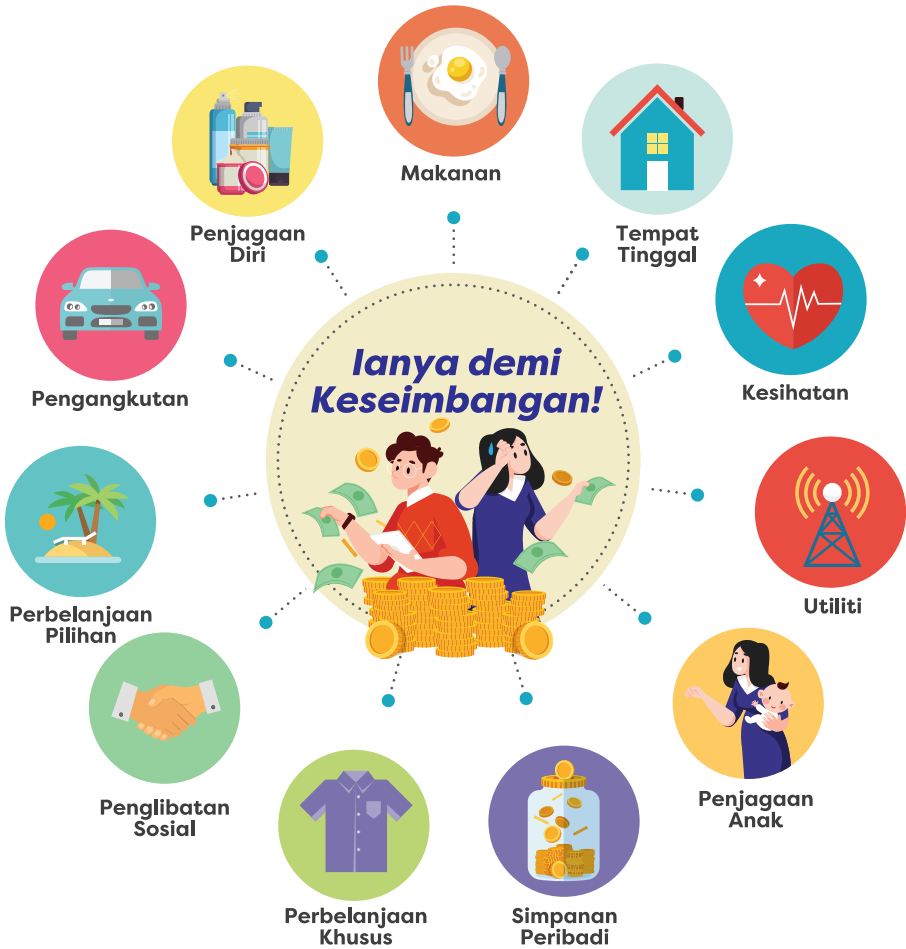 Makanan
Tempat
Tinggal
Kesihatan
Utiliti
Penjagaan
Anak
Simpanan
Peribadi
Perbelanjaan
Khusus
Penglibatan
Sosial
Perbelanjaan
Pilihan
Pengangkutan
Penjagaan
Diri
Ianya demi
Keseimbangan!